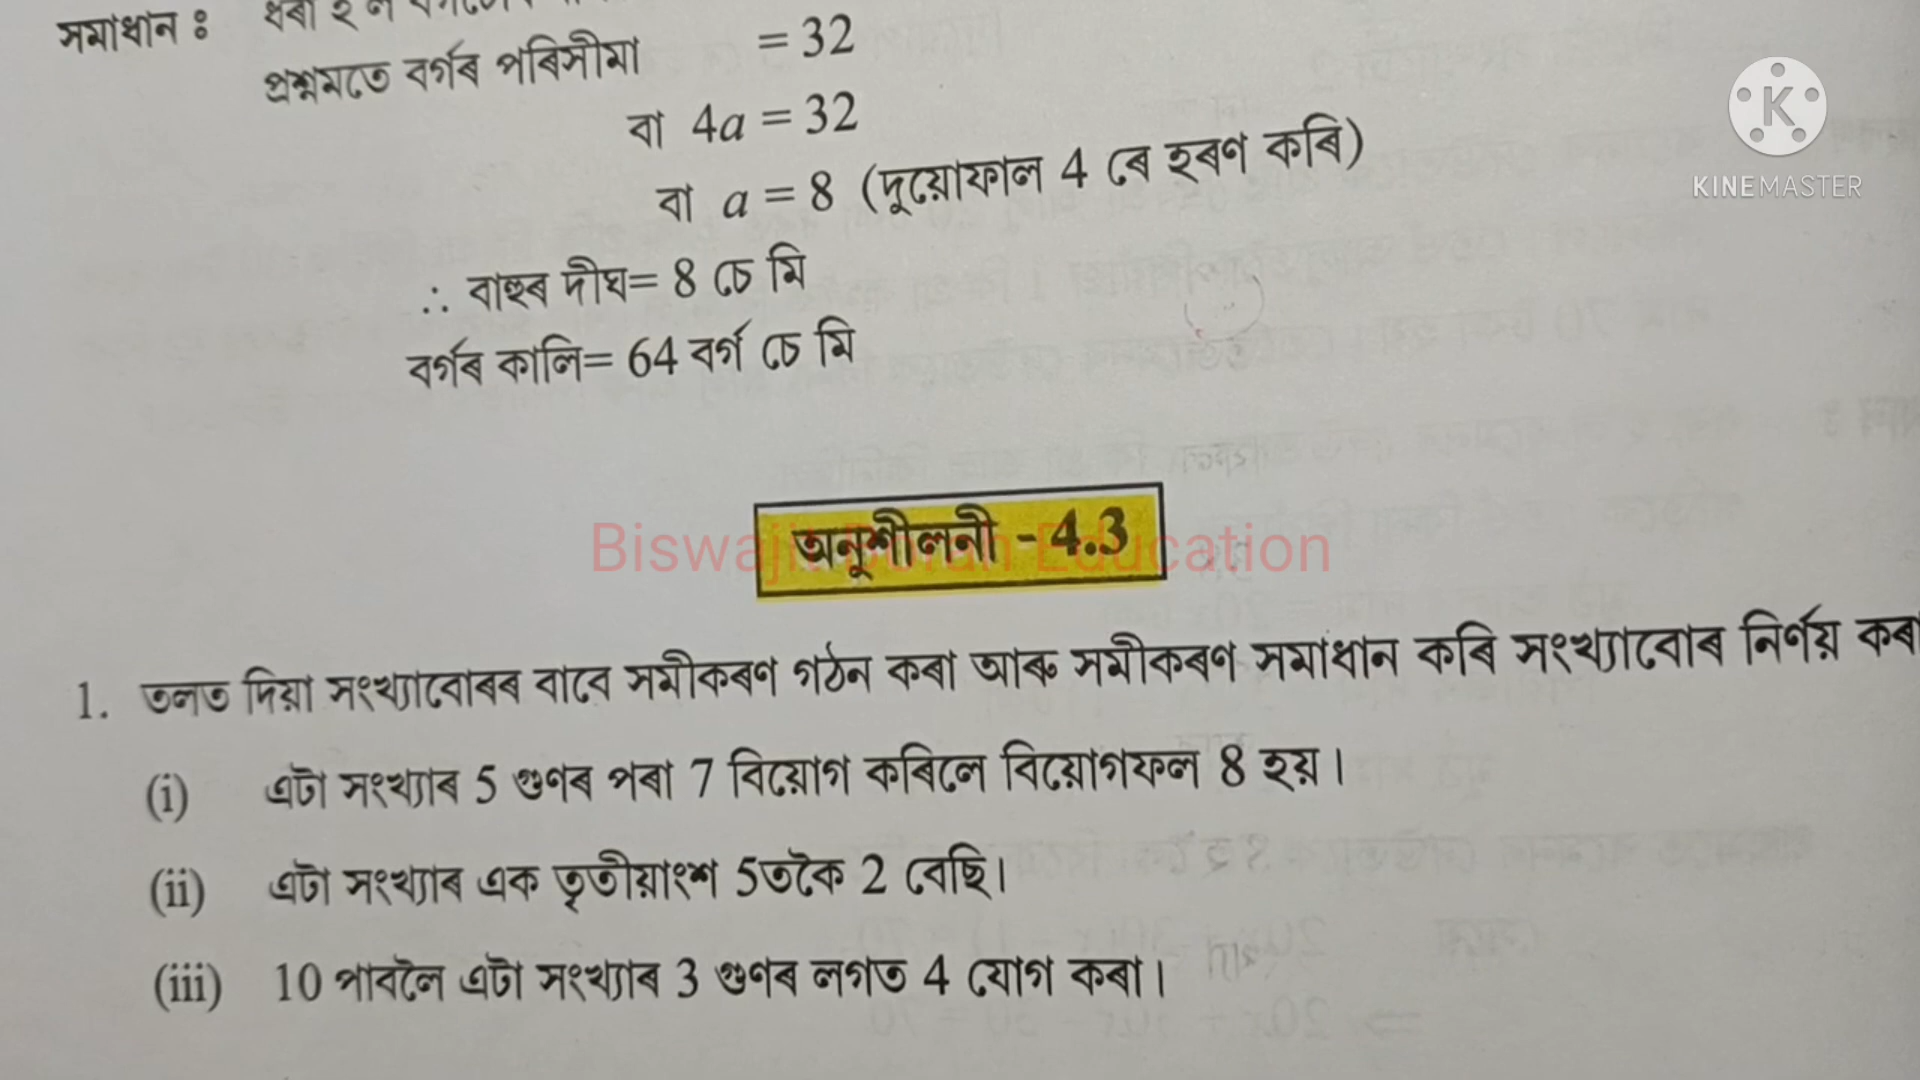 সমাধান ঃ ধৰা হ'ল
প্ৰশ্নমতে বৰ্গৰ পৰিসীমা = 32
বা 4a = 32
বা a = 8 (দুয়োফাল 4 ৰে হৰণ কৰি)
∴ বাহুৰ দীঘ= 8 চে মি
বৰ্গৰ কালি= 64 বৰ্গ চে মি
K
KINEMASTER
অনুশীলনী - 4.3
Biswajit Borah Education
1. তলত দিয়া সংখ্যাবোৰৰ বাবে সমীকৰণ গঠন কৰা আৰু সমীকৰণ সমাধান কৰি সংখ্যাবোৰ নিৰ্ণয় কৰা
(i) এটা সংখ্যাৰ 5 গুণৰ পৰা 7 বিয়োগ কৰিলে বিয়োগফল 8 হয়।
(ii) এটা সংখ্যাৰ এক তৃতীয়াংশ 5তকৈ 2 বেছি।
(iii) 10 পাবলৈ এটা সংখ্যাৰ 3 গুণৰ লগত 4 যোগ কৰা।